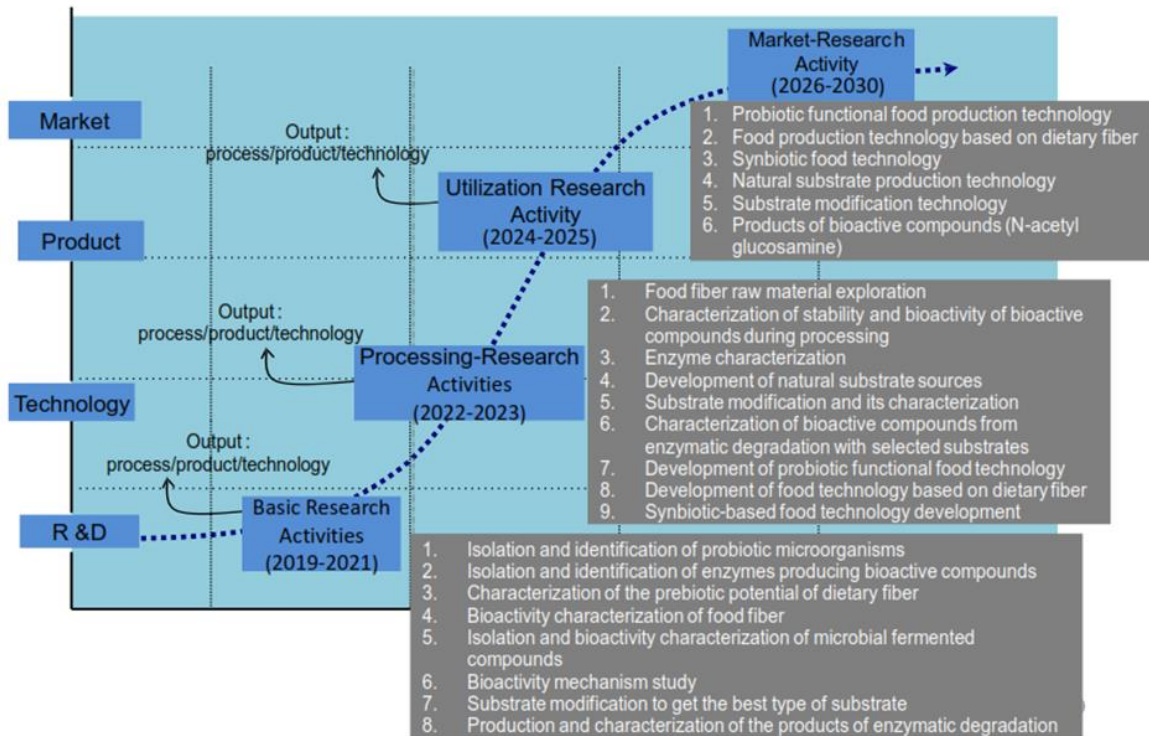 Market-Research
Activity
(2026-2030)
Market
Output :
process/product/technology
1. Probiotic functional food production technology
2. Food production technology based on dietary fiber
3. Synbiotic food technology
4. Natural substrate production technology
5. Substrate modification technology
6. Products of bioactive compounds (N-acetyl
glucosamine)
Utilization Research
Activity
(2024-2025)
Product
Output :
process/product/technology
1. Food fiber raw material exploration
2. Characterization of stability and bioactivity of bioactive
compounds during processing
3. Enzyme characterization
4. Development of natural substrate sources
5. Substrate modification and its characterization
6. Characterization of bioactive compounds from
enzymatic degradation with selected substrates
7. Development of probiotic functional food technology
8. Development of food technology based on dietary fiber
9. Synbiotic-based food technology development
Processing-Research
Activities
(2022-2023)
Technology
Output :
process/product/technology
Basic Research
Activities
(2019-2021)
R &D
1. Isolation and identification of probiotic microorganisms
2. Isolation and identification of enzymes producing bioactive compounds
3. Characterization of the prebiotic potential of dietary fiber
4. Bioactivity characterization of food fiber
5. Isolation and bioactivity characterization of microbial fermented
compounds
6. Bioactivity mechanism study
7. Substrate modification to get the best type of substrate
8. Production and characterization of the products of enzymatic degradation